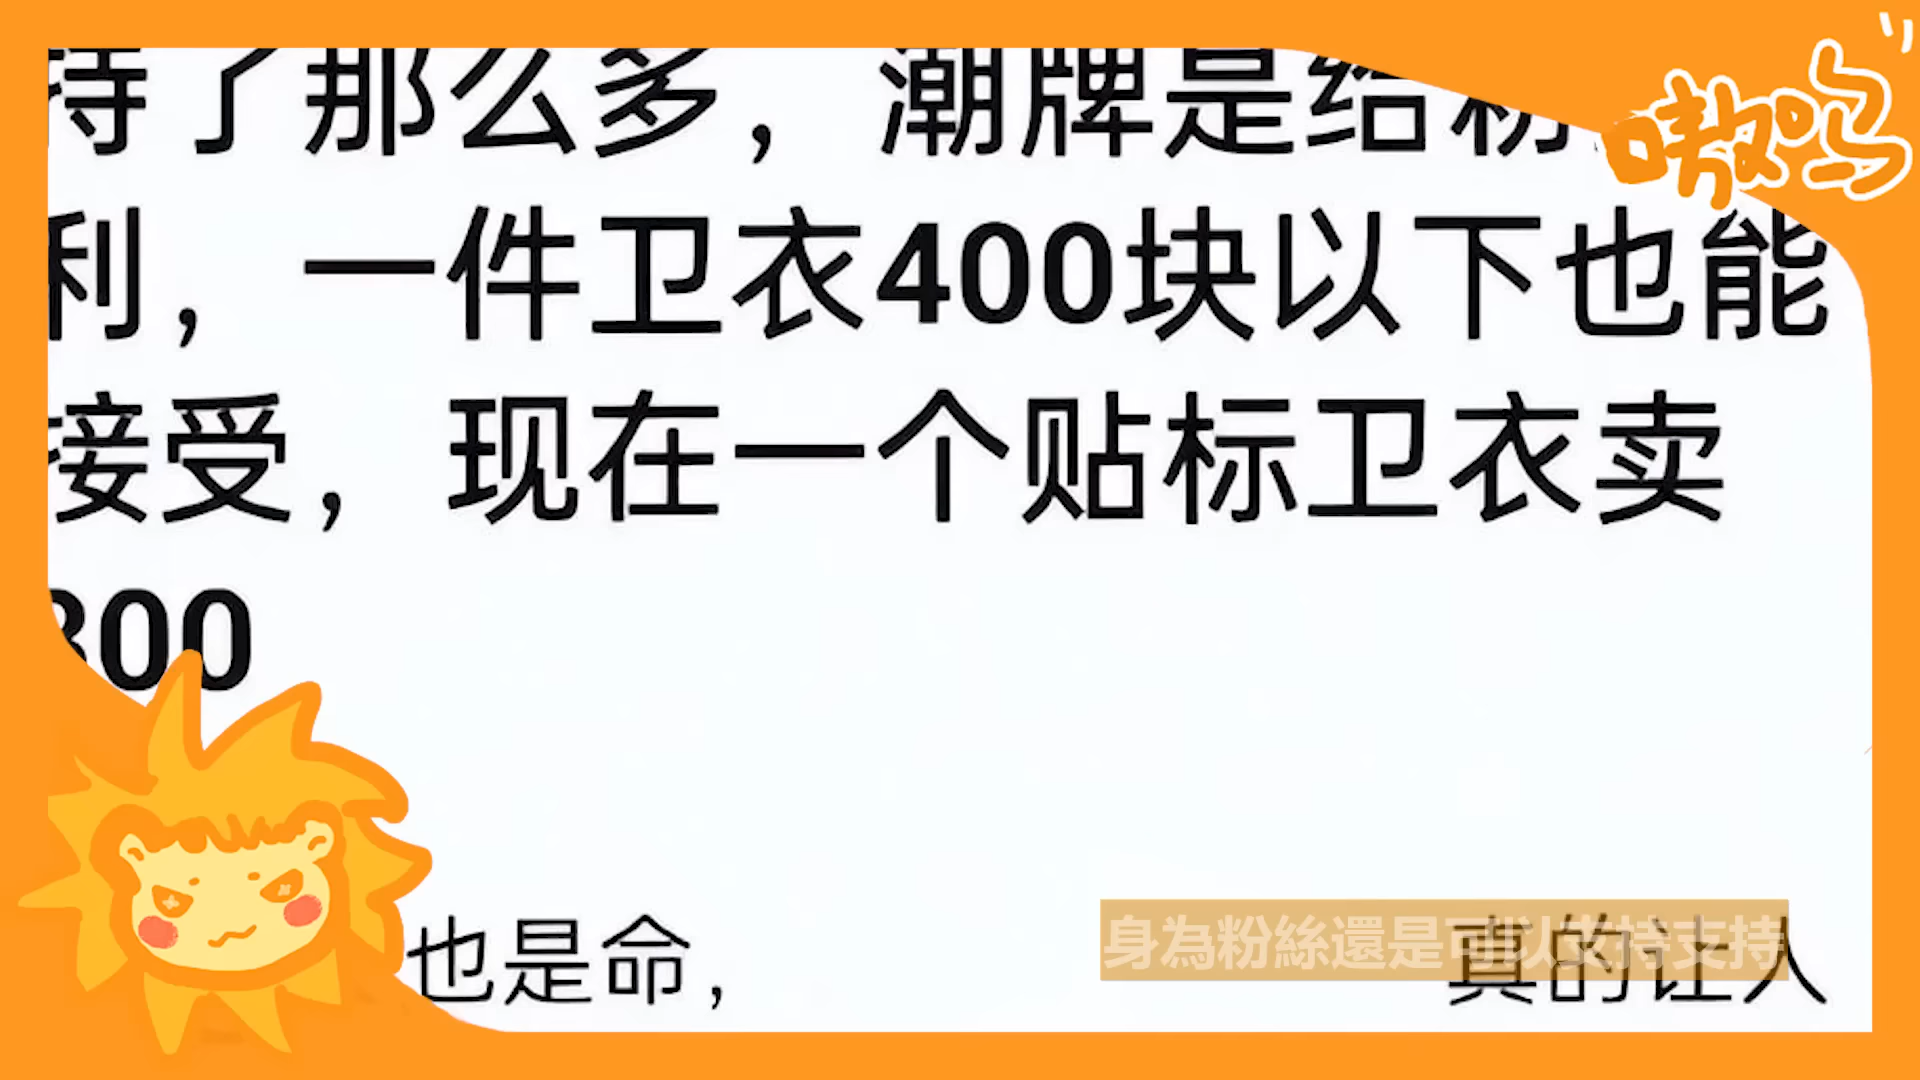 持了那么多，潮牌是给粉
利，一件卫衣400块以下也能
接受，现在一个贴标卫衣卖
800
也是命，
真的让人
身為粉絲還是可以支持支持
嗷呜